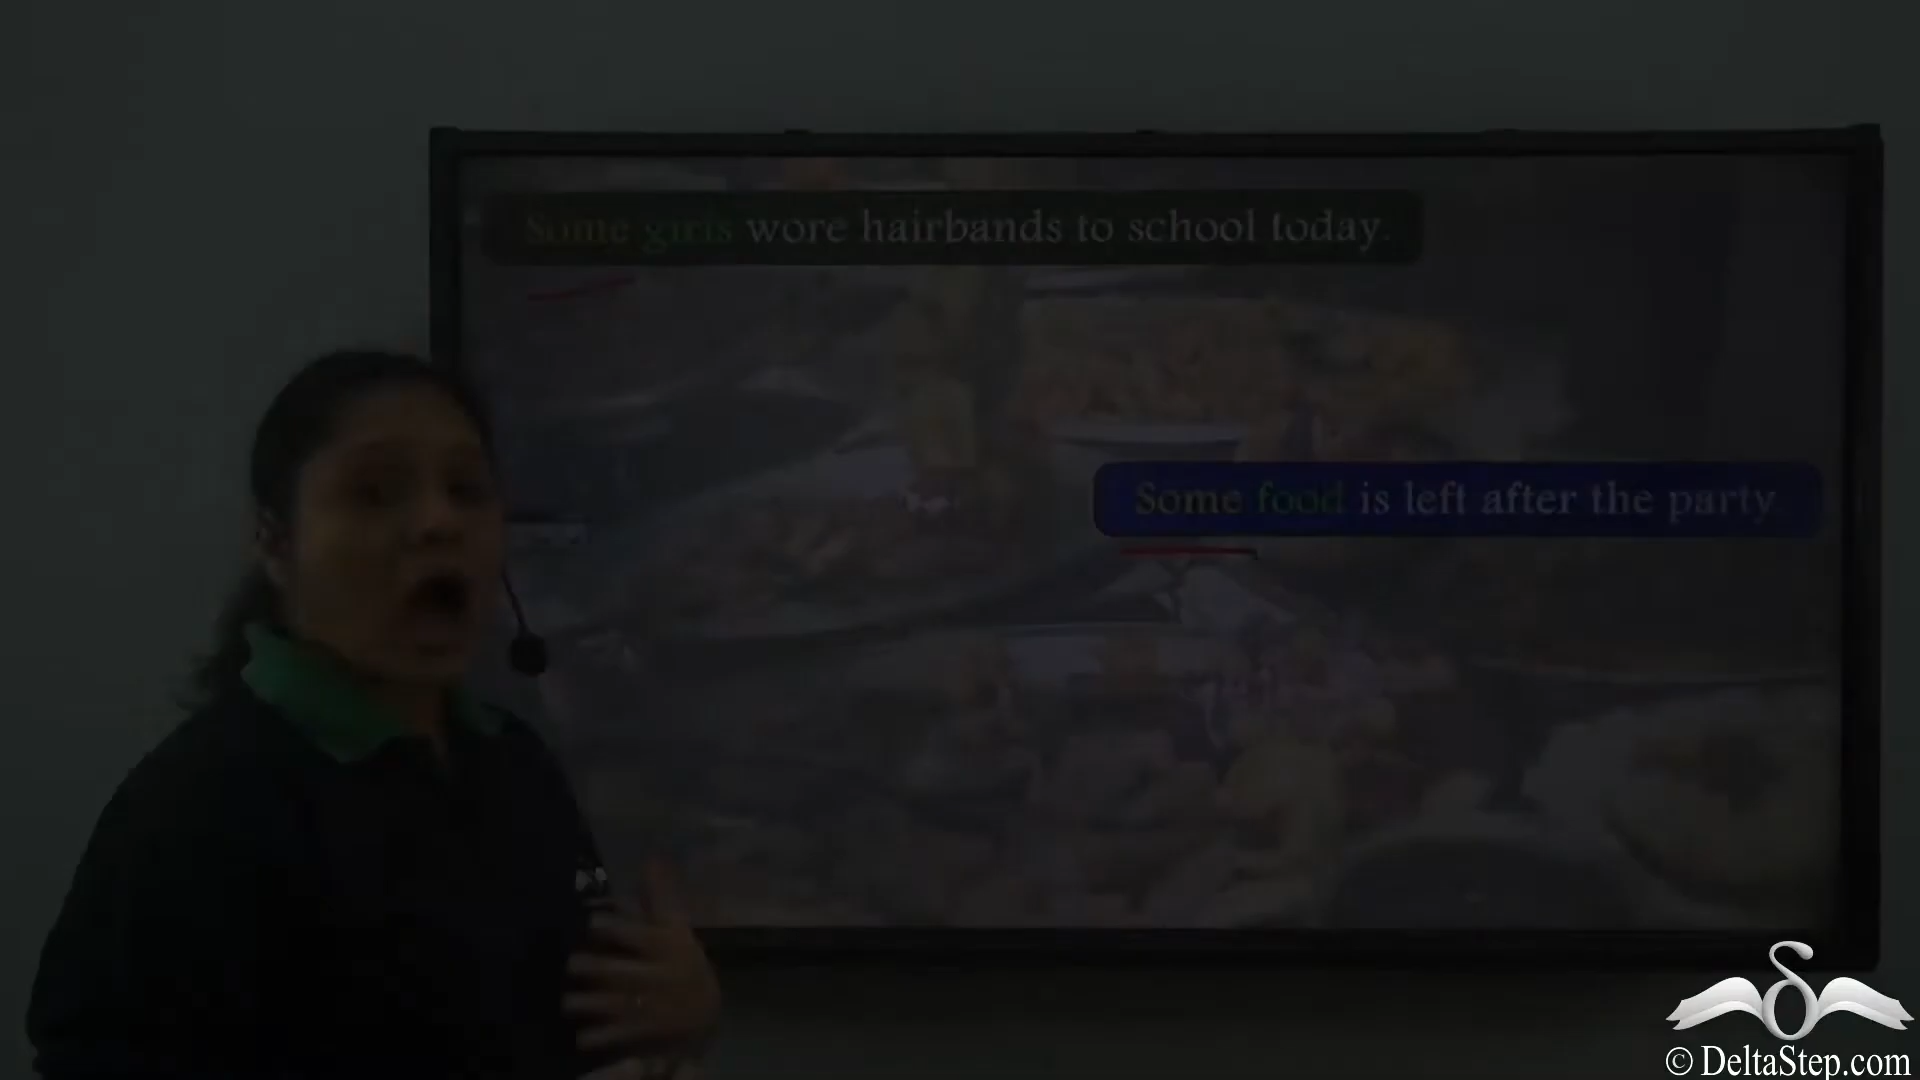 Some girls wore hairbands to school today.
Some food is left after the party
© DeltaStep.com